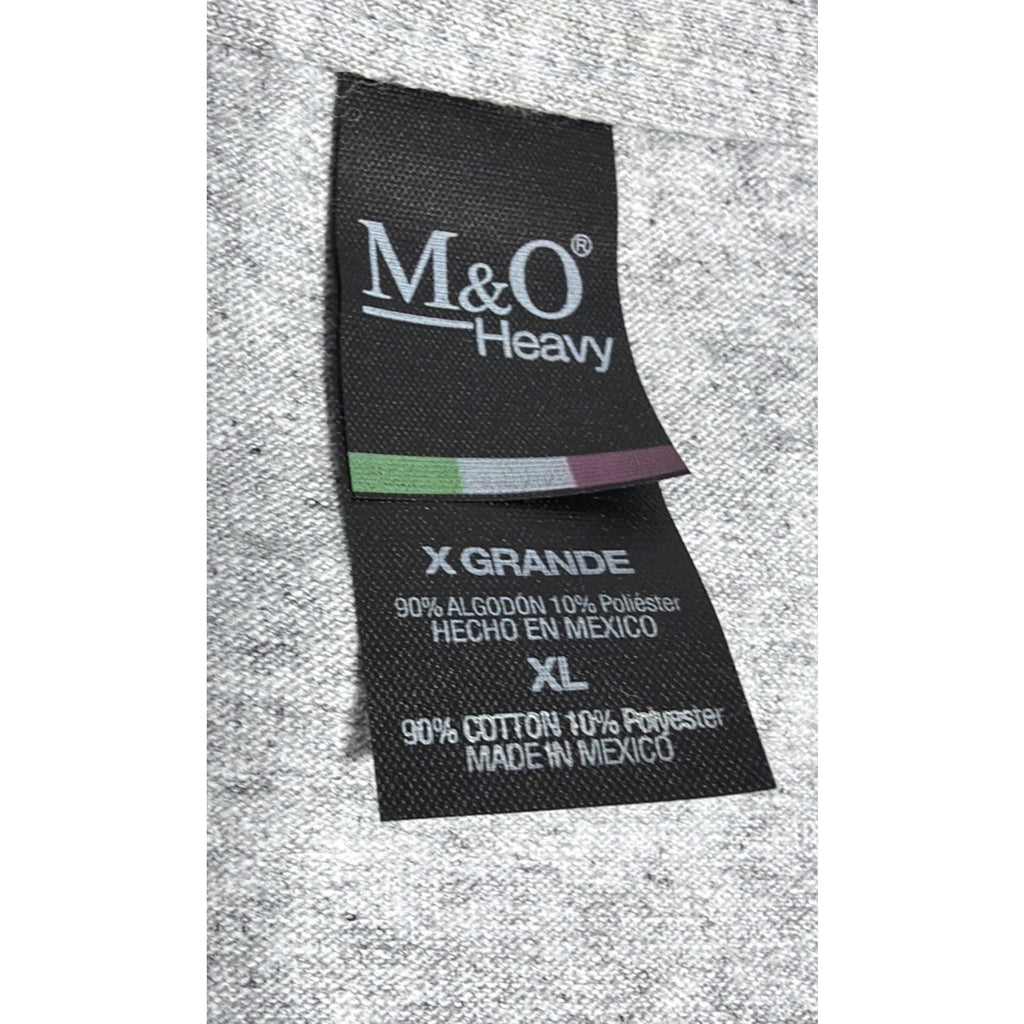 M&O®
Heavy
X GRANDE
90% ALGODÓN 10% Poliéster
HECHO EN MEXICO
XL
90% COTTON 10% Polyester
MADE IN MEXICO